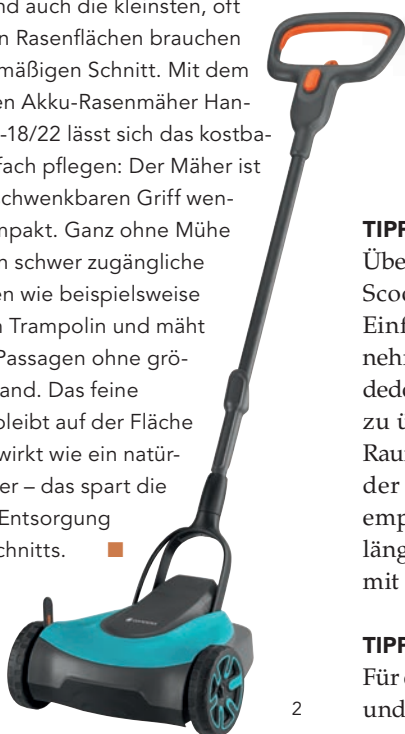 nd auch die kleinsten, oft
n Rasenflächen brauchen
mäßigen Schnitt. Mit dem
en Akku-Rasenmäher Han-
-18/22 lässt sich das kostba-
fach pflegen: Der Mäher ist
schwenkbaren Griff wen-
mpakt. Ganz ohne Mühe
n schwer zugängliche
en wie beispielsweise
n Trampolin und mäht
Passagen ohne grö-
and. Das feine
bleibt auf der Fläche
wirkt wie ein natür-
er – das spart die
Entsorgung
chnitts.
2
TIPP
Übe
Scoo
Einf
nehr
dede
zu ü
Rau
der
emp
läng
mit
TIPP
Für
und